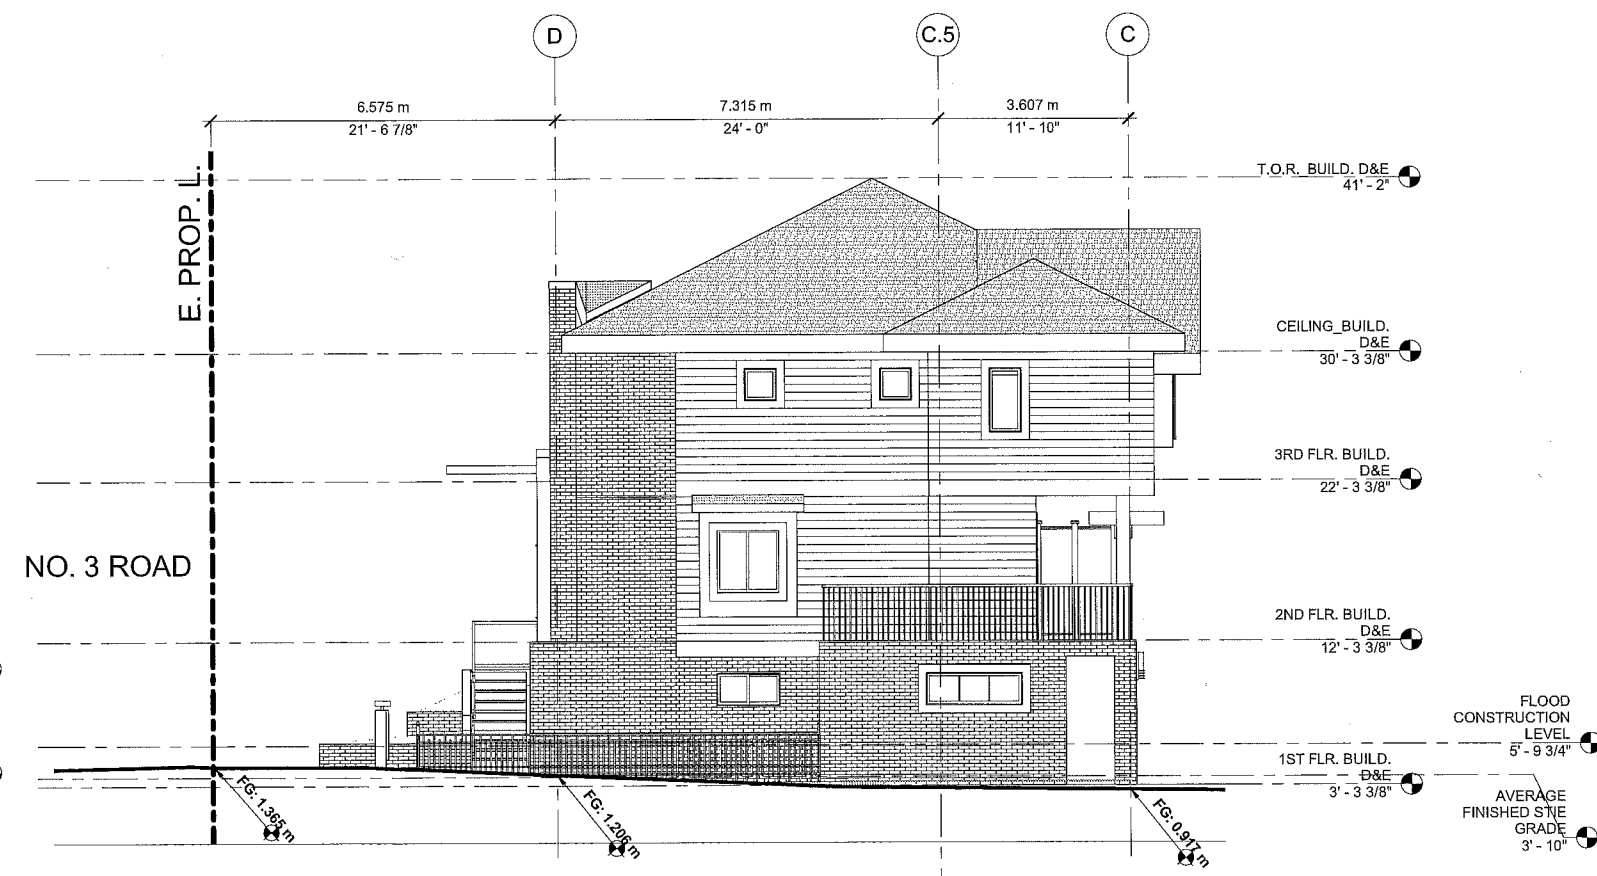 D
C.5
C
6.575 m
7.315 m
3.607 m
21' - 6 7/8"
24' - 0"
11' - 10"
E. PROP. L.
T.O.R. BUILD. D&E
41' - 2"
CEILING_BUILD.
D&E
30' - 3 3/8"
3RD FLR. BUILD.
D&E
22' - 3 3/8"
NO. 3 ROAD
2ND FLR. BUILD.
D&E
12' - 3 3/8"
FLOOD
CONSTRUCTION
LEVEL
5' - 9 3/4"
1ST FLR. BUILD.
D&E
3' - 3 3/8"
AVERAGE
FINISHED STIE
GRADE
3' - 10"
FG: 1.365 m
FG: 1.206 m
FG: 0.917 m